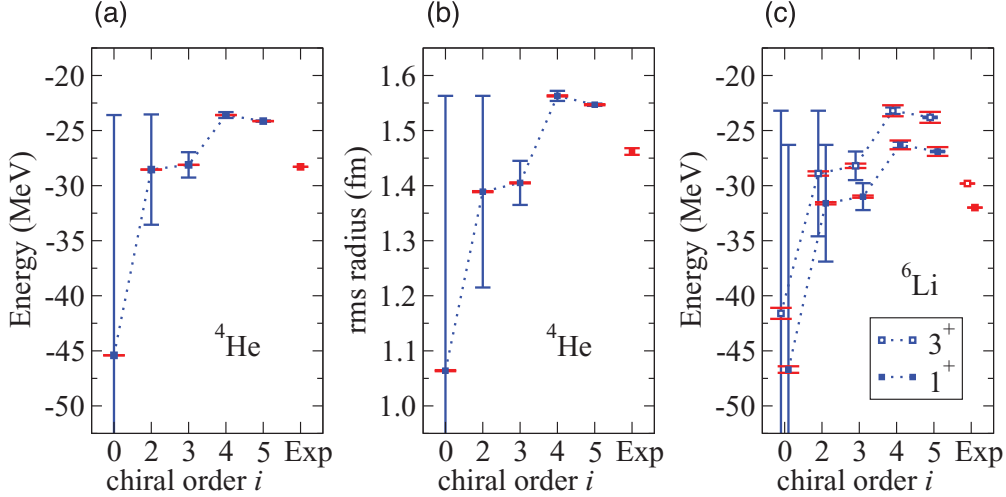 (a)
(b)
(c)
-20
-25
-30
-35
-40
-45
-50
Energy (MeV)
⁴He
0 2 3 4 5 Exp
chiral order i
1.6
1.5
1.4
1.3
1.2
1.1
1.0
rms radius (fm)
⁴He
0 2 3 4 5 Exp
chiral order i
-20
-25
-30
-35
-40
-45
-50
Energy (MeV)
⁶Li
3⁺
1⁺
0 2 3 4 5 Exp
chiral order i